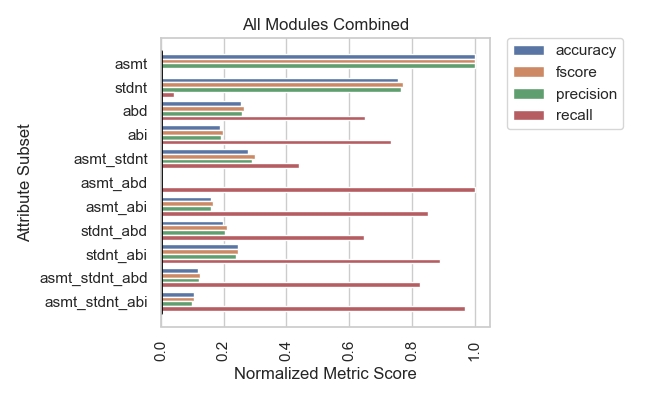 All Modules Combined
accuracy
fscore
precision
recall
Attribute Subset
asmt
stdnt
abd
abi
asmt_stdnt
asmt_abd
asmt_abi
stdnt_abd
stdnt_abi
asmt_stdnt_abd
asmt_stdnt_abi
0.0 0.2 0.4 0.6 0.8 1.0
Normalized Metric Score